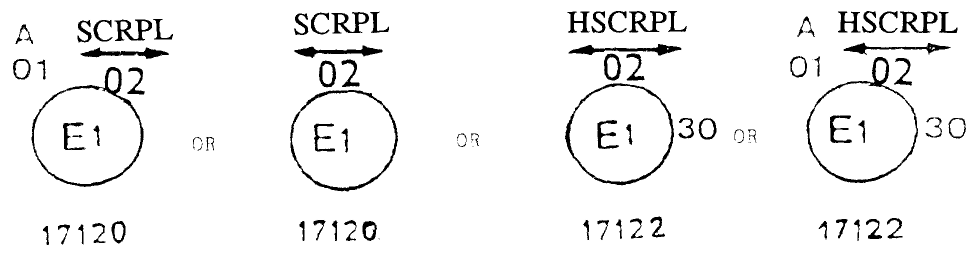 A SCRPL SCRPL HSCRPL A HSCRPL
01 02 02 02 01 02
E1 OR E1 OR E1 30 OR E1 30
17120 17120 17122 17122